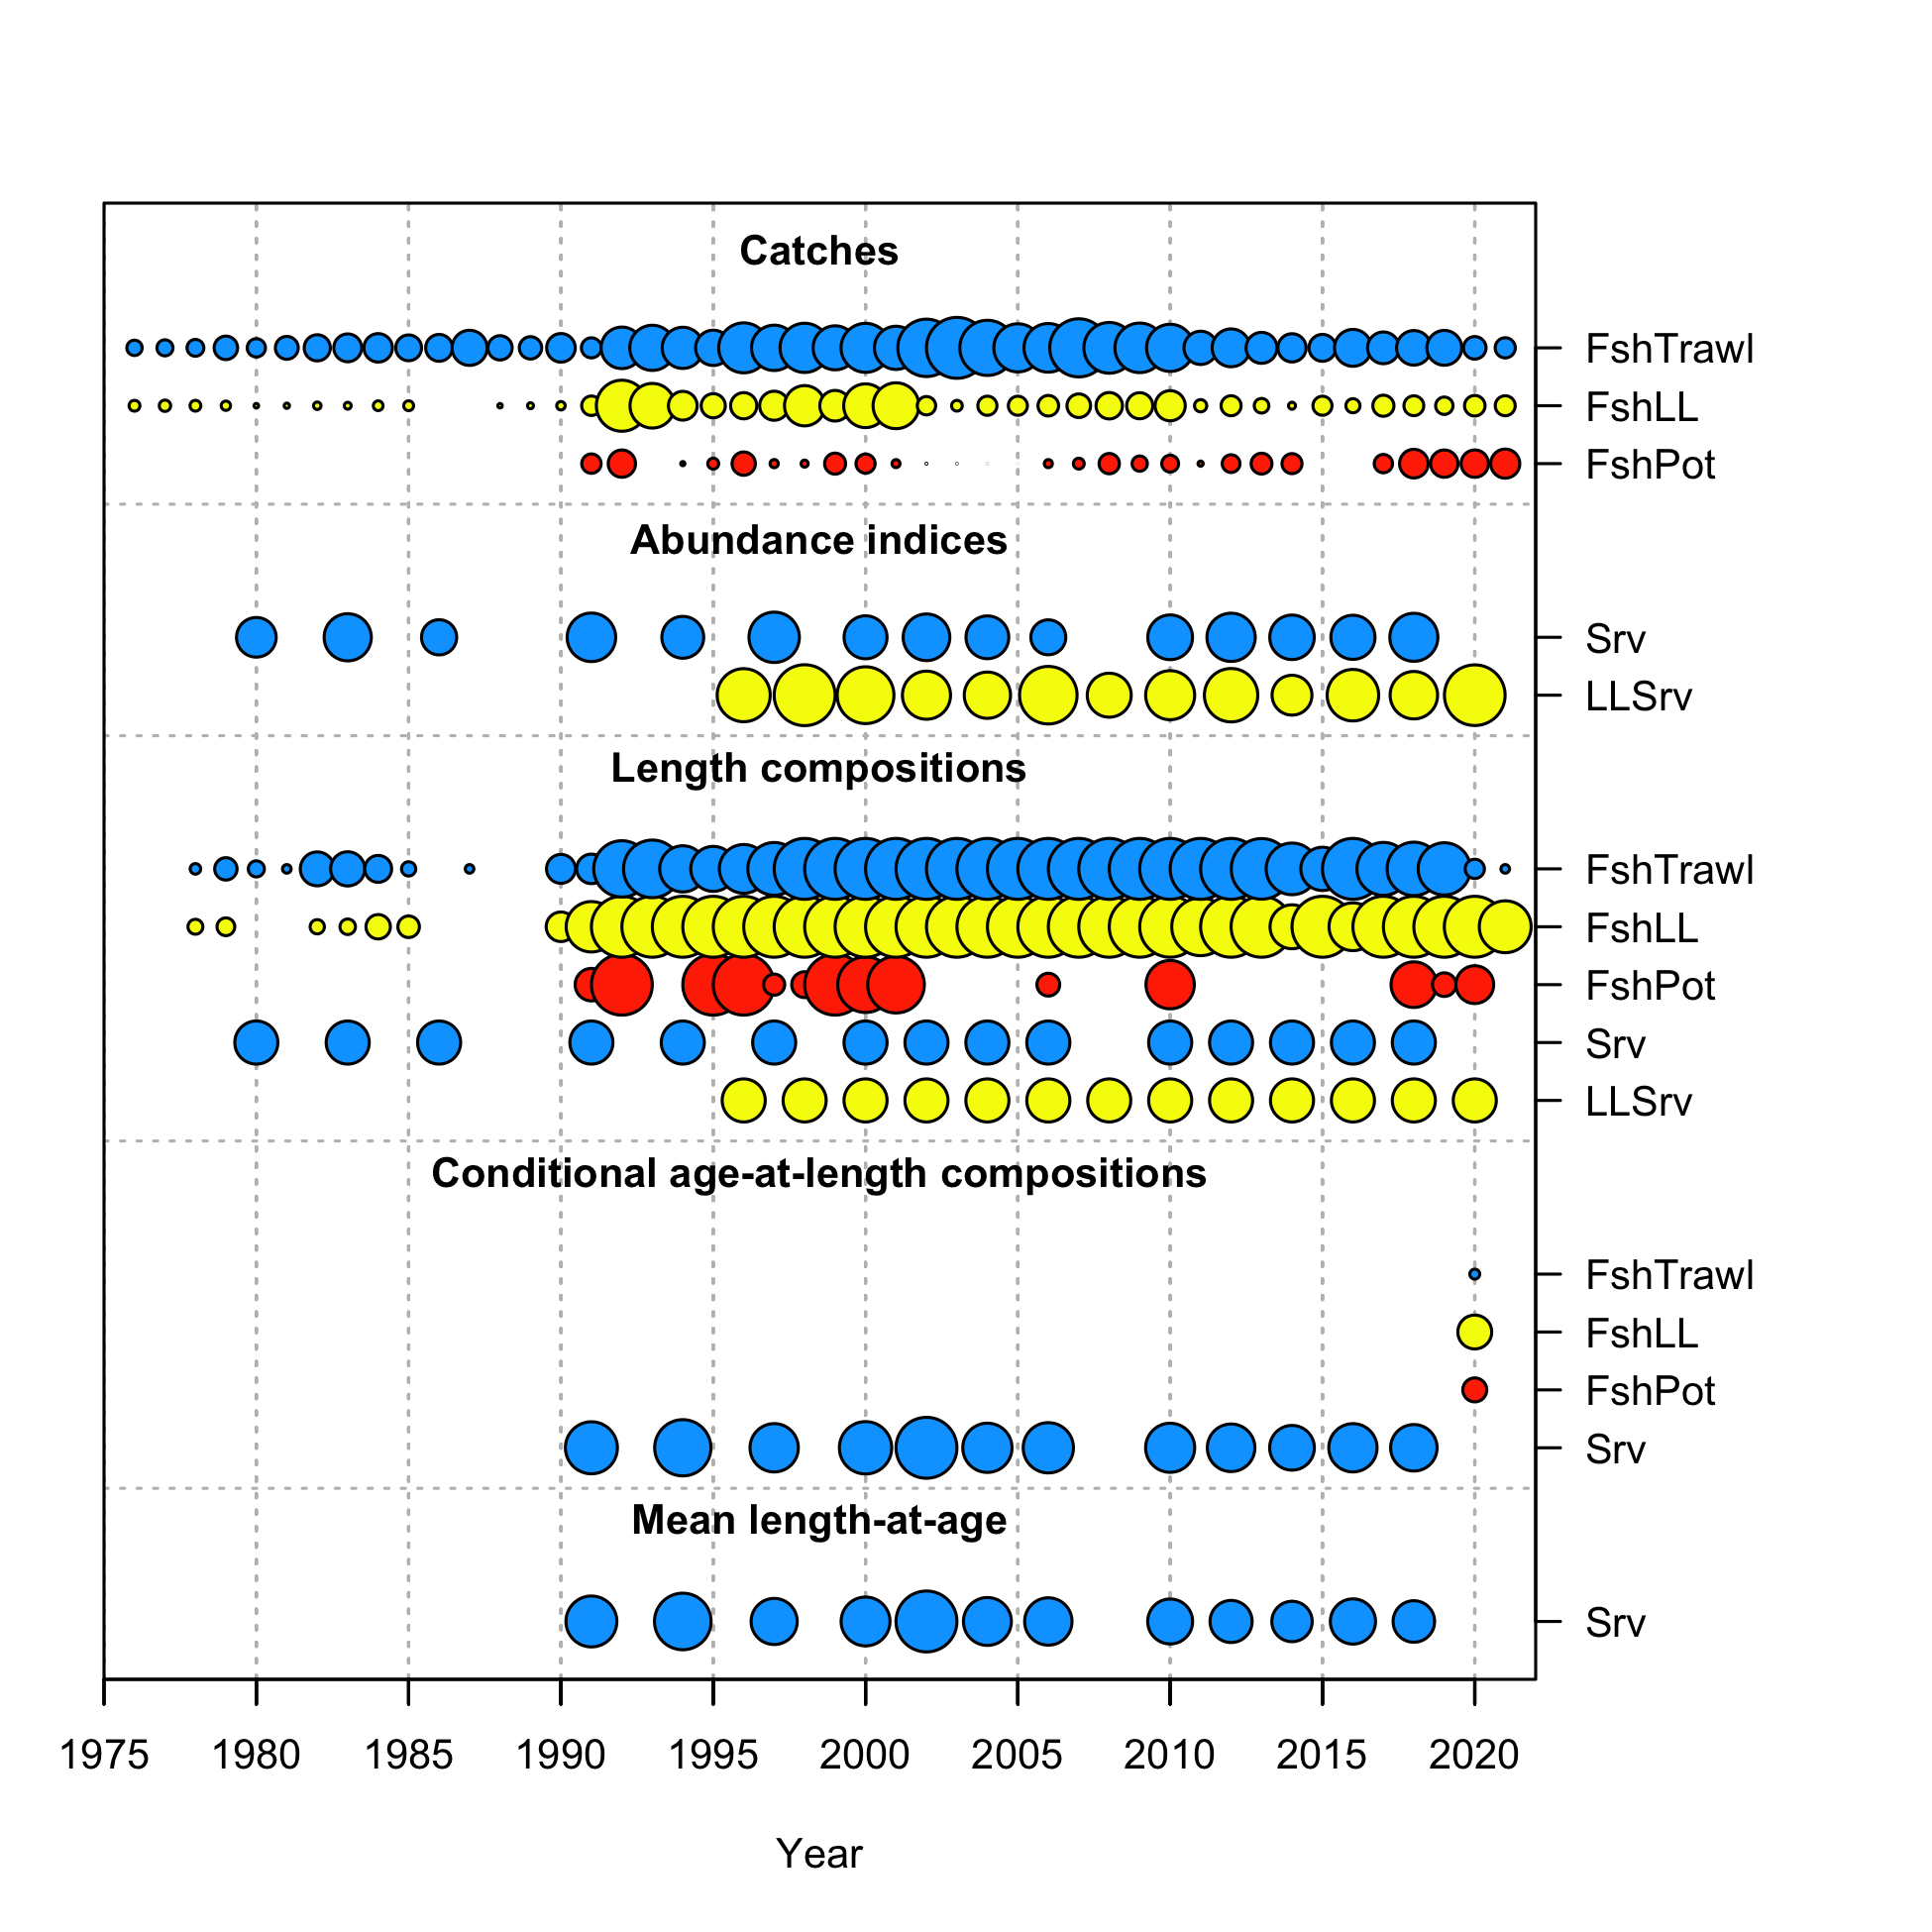 Catches
FshTrawl
FshLL
FshPot
Abundance indices
Srv
LLSrv
Length compositions
FshTrawl
FshLL
FshPot
Srv
LLSrv
Conditional age-at-length compositions
FshTrawl
FshLL
FshPot
Srv
Mean length-at-age
Srv
1975 1980 1985 1990 1995 2000 2005 2010 2015 2020
Year